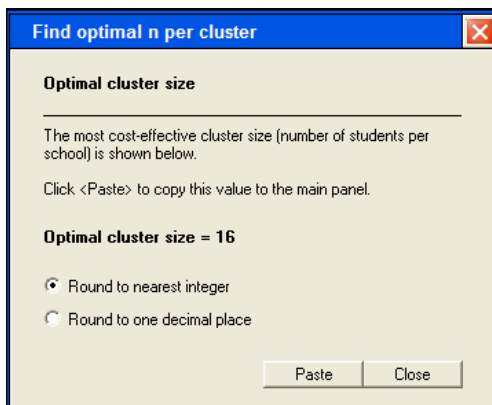 Find optimal n per cluster
Optimal cluster size
The most cost-effective cluster size (number of students per
school) is shown below.
Click <Paste> to copy this value to the main panel.
Optimal cluster size = 16
Round to nearest integer
Round to one decimal place
Paste
Close